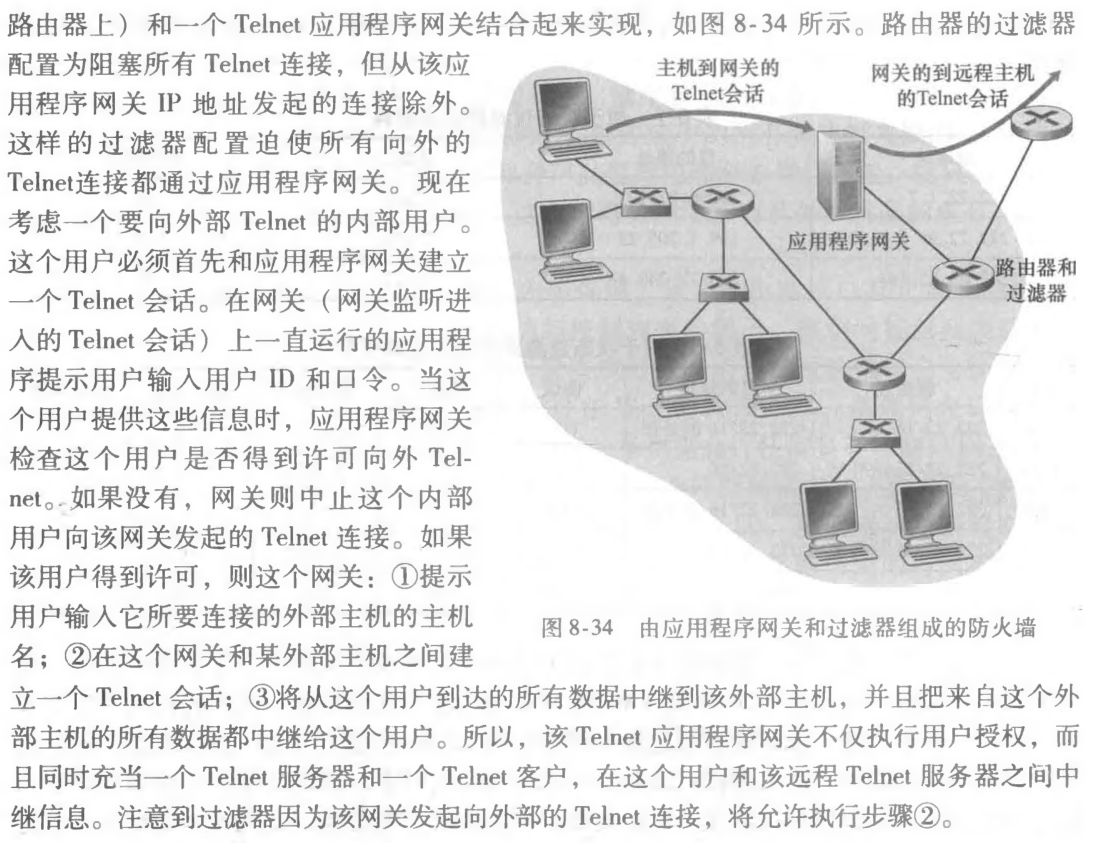 路由器上）和一个 Telnet 应用程序网关结合起来实现，如图 8-34 所示。路由器的过滤器
配置为阻塞所有 Telnet 连接，但从该应
用程序网关 IP 地址发起的连接除外。
这样的过滤器配置迫使所有向外的
Telnet连接都通过应用程序网关。现在
考虑一个要向外部 Telnet 的内部用户。
这个用户必须首先和应用程序网关建立
一个 Telnet 会话。在网关（网关监听进
入的 Telnet 会话）上一直运行的应用程
序提示用户输入用户 ID 和口令。当这
个用户提供这些信息时，应用程序网关
检查这个用户是否得到许可向外 Tel-
net。如果没有，网关则中止这个内部
用户向该网关发起的 Telnet 连接。如果
该用户得到许可，则这个网关：①提示
用户输入它所要连接的外部主机的主机
名；②在这个网关和某外部主机之间建
立一个 Telnet 会话；③将从这个用户到达的所有数据中继到该外部主机，并且把来自这个外
部主机的所有数据都中继给这个用户。所以，该 Telnet 应用程序网关不仅执行用户授权，而
且同时充当一个 Telnet 服务器和一个 Telnet 客户，在这个用户和该远程 Telnet 服务器之间中
继信息。注意到过滤器因为该网关发起向外部的 Telnet 连接，将允许执行步骤②。
主机到网关的
Telnet会话
网关的到远程主机
的Telnet会话
应用程序网关
路由器和
过滤器
图 8-34 由应用程序网关和过滤器组成的防火墙